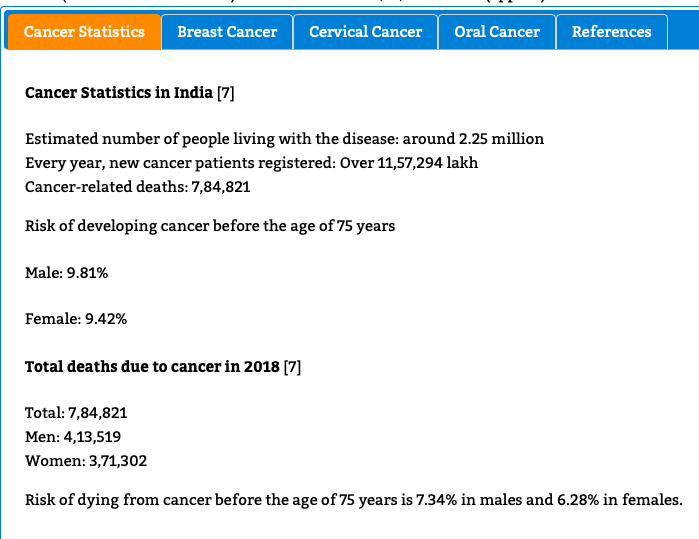 Cancer Statistics Breast Cancer Cervical Cancer Oral Cancer References
Cancer Statistics in India [7]
Estimated number of people living with the disease: around 2.25 million
Every year, new cancer patients registered: Over 11,57,294 lakh
Cancer-related deaths: 7,84,821
Risk of developing cancer before the age of 75 years
Male: 9.81%
Female: 9.42%
Total deaths due to cancer in 2018 [7]
Total: 7,84,821
Men: 4,13,519
Women: 3,71,302
Risk of dying from cancer before the age of 75 years is 7.34% in males and 6.28% in females.